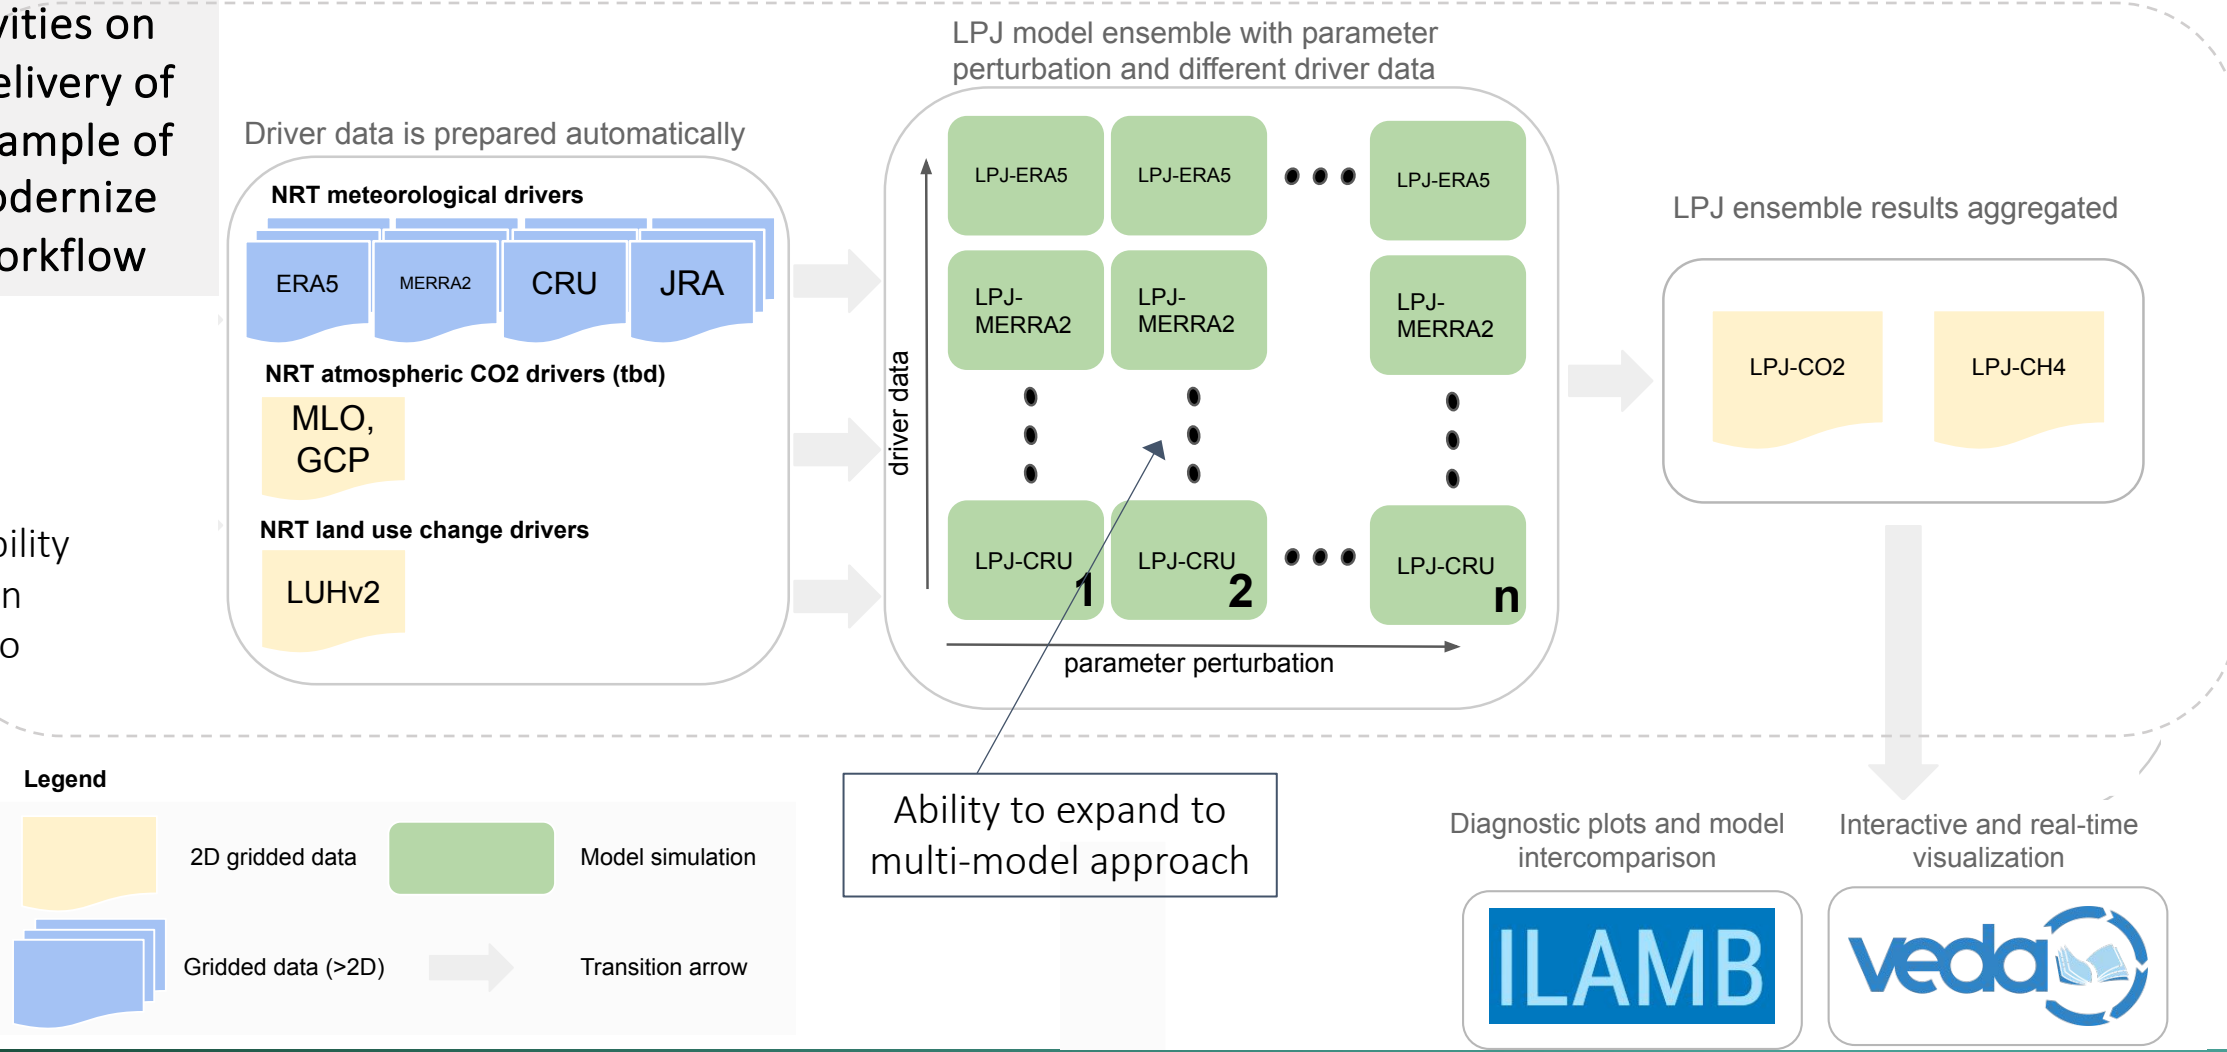 vities on
elivery of
ample of
odernize
orkflow
bility
n
o
Driver data is prepared automatically
NRT meteorological drivers
ERA5
MERRA2
CRU
JRA
NRT atmospheric CO2 drivers (tbd)
MLO,
GCP
NRT land use change drivers
LUHv2
LPJ model ensemble with parameter
perturbation and different driver data
driver data
LPJ-ERA5
LPJ-ERA5
LPJ-ERA5
LPJ-
MERRA2
LPJ-
MERRA2
LPJ-
MERRA2
LPJ-CRU
1
LPJ-CRU
2
LPJ-CRU
n
parameter perturbation
LPJ ensemble results aggregated
LPJ-CO2
LPJ-CH4
Ability to expand to
multi-model approach
Legend
2D gridded data
Model simulation
Gridded data (>2D)
Transition arrow
Diagnostic plots and model
intercomparison
ILAMB
Interactive and real-time
visualization
veda